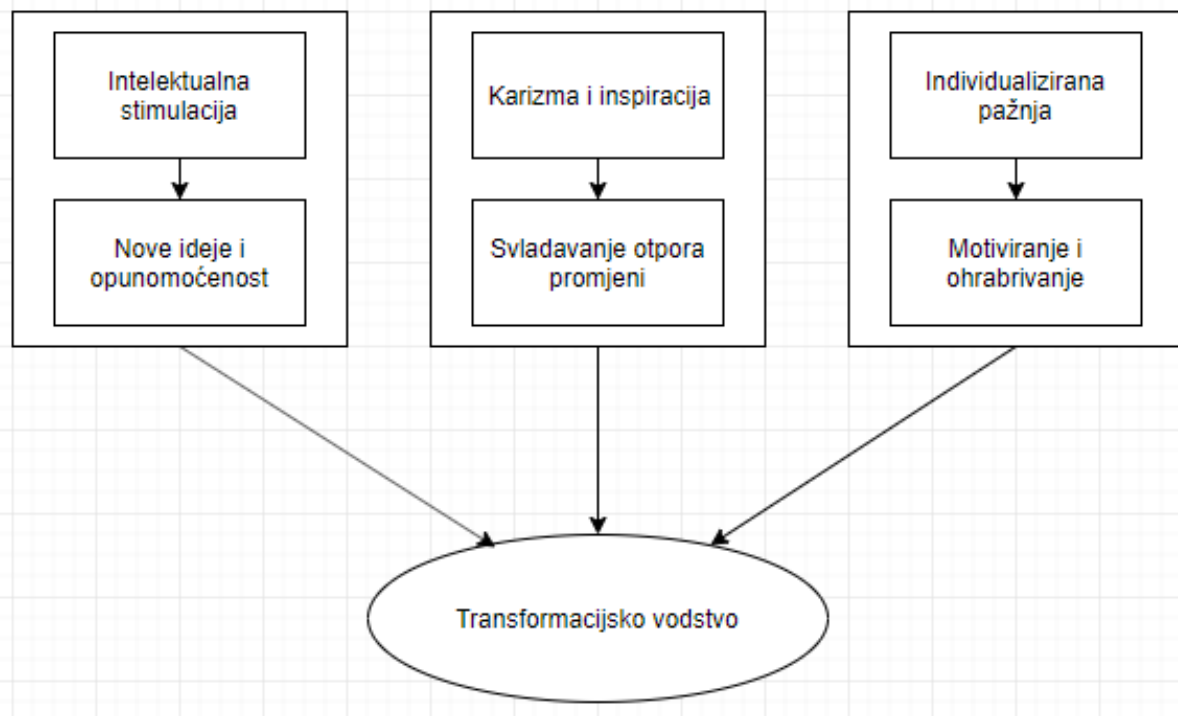 Intelektualna
stimulacija
Nove ideje i
opunomoćenost
Karizma i inspiracija
Svladavanje otpora
promjeni
Individualizirana
pažnja
Motiviranje i
ohrabrivanje
Transformacijsko vodstvo